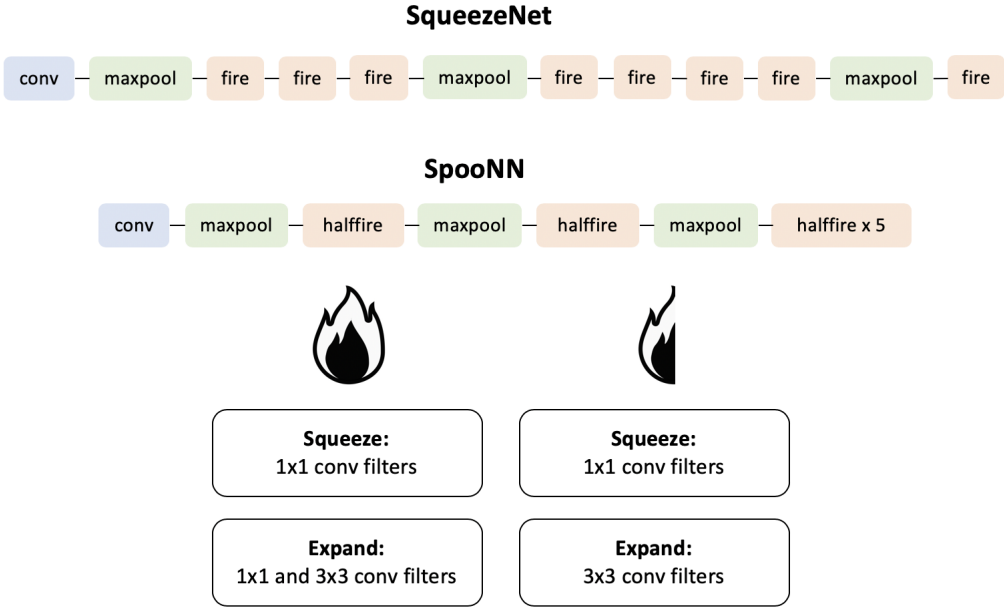 SqueezeNet
conv maxpool fire fire fire maxpool fire fire fire fire maxpool fire
SpooNN
conv maxpool halffire maxpool halffire maxpool halffire x 5
Squeeze:
1x1 conv filters
Squeeze:
1x1 conv filters
Expand:
1x1 and 3x3 conv filters
Expand:
3x3 conv filters